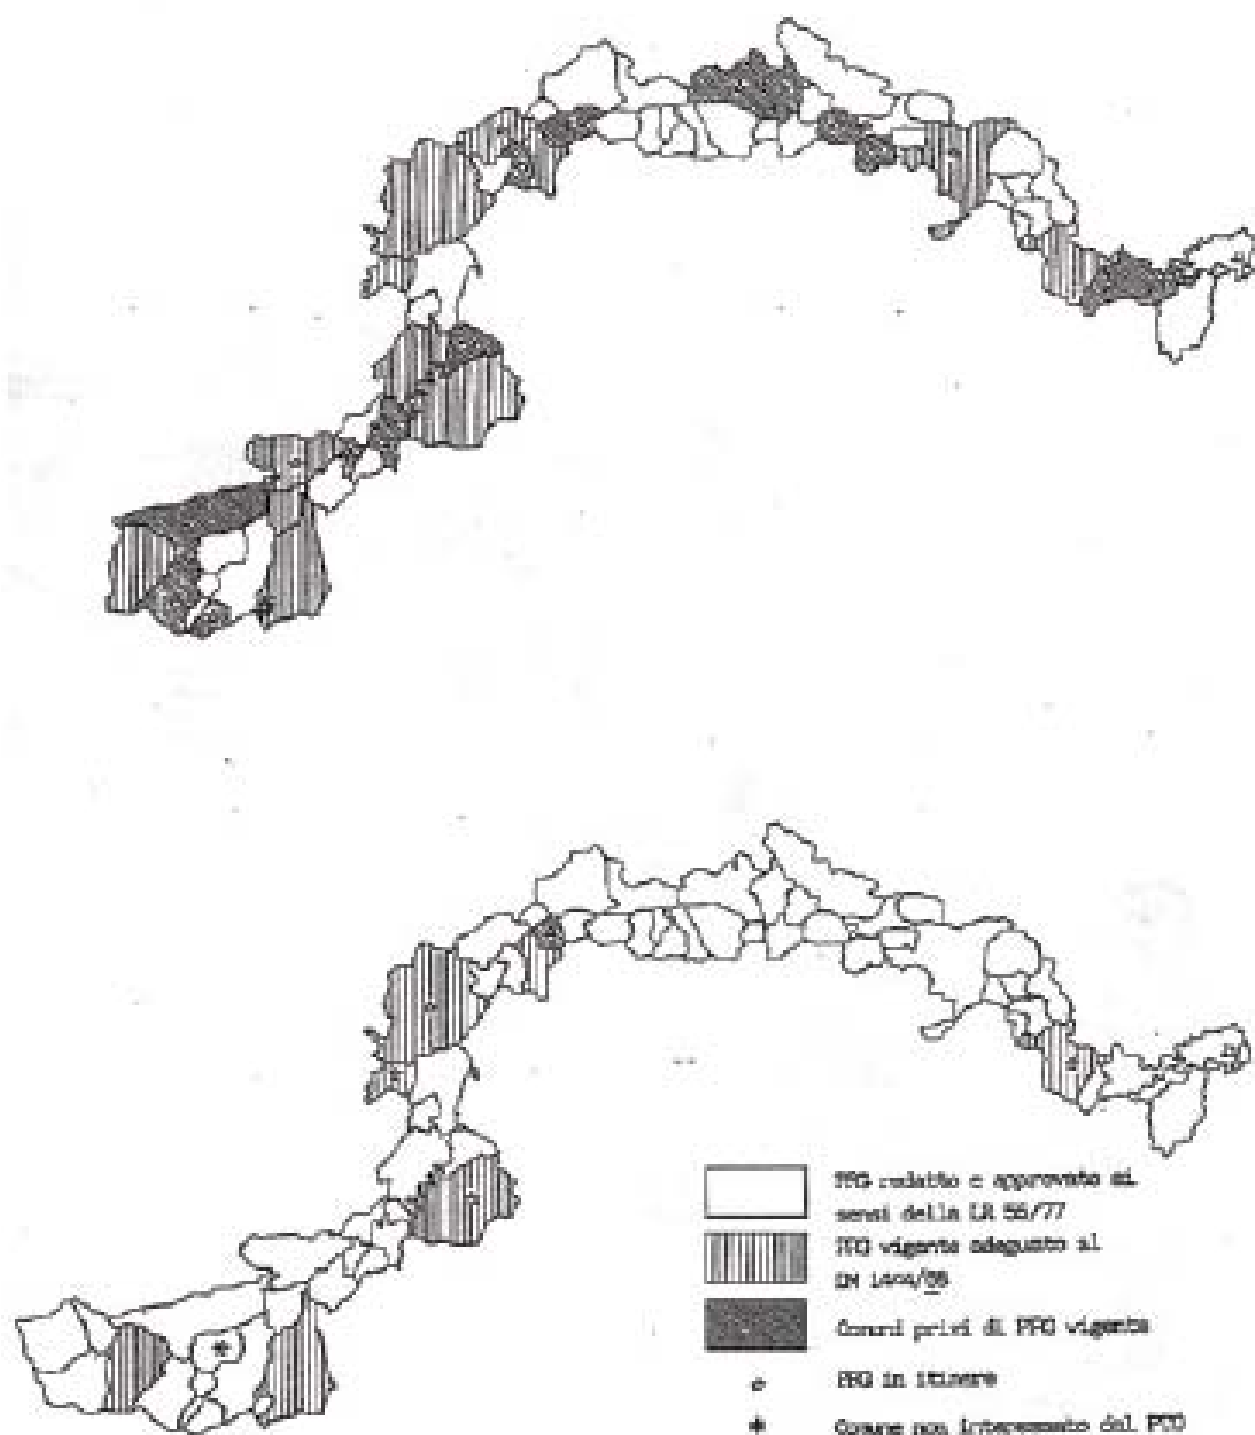 PRG redatto e approvato ai
sensi della LR 56/77
PRG vigente adeguato al
DM 1444/68
Comuni privi di PRG vigente
PRG in itinere
Comune non interessato dal